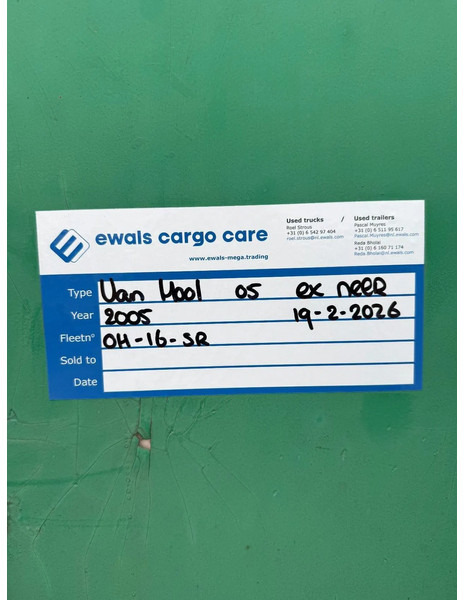 ewals cargo care
www.ewals-mega.trading
Used trucks / Used trailers
Roel Strous
+31 (0) 6 542 97 404
roel.strous@nl.ewals.com
Pascal Muyres
+31 (0) 6 511 95 617
Pascal.Muyres@nl.ewals.com
Reda Bholai
+31 (0) 6 160 71 174
Reda.Bholai@nl.ewals.com
Type Van Hool 05 ex neer
Year 2005 19-2-2026
Fleetn° OH-16-SR
Sold to
Date